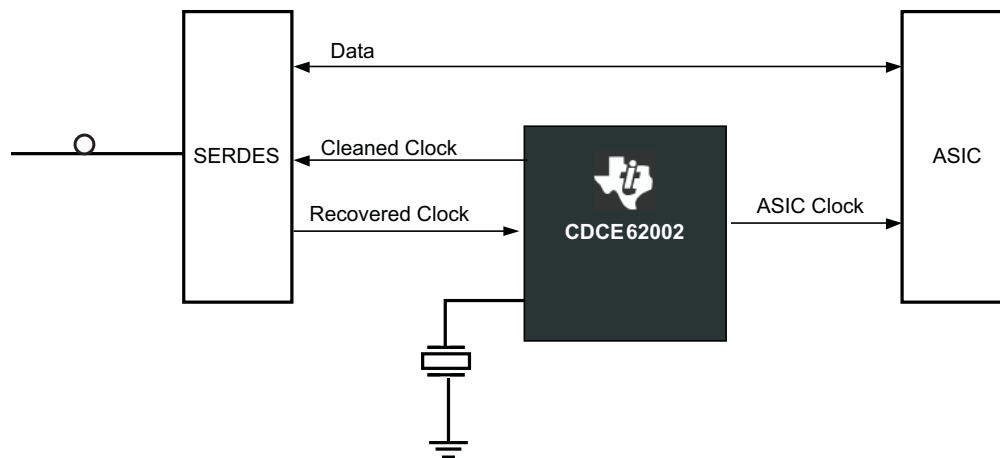 Data
SERDES
Cleaned Clock
ASIC
Recovered Clock
ASIC Clock
CDCE62002